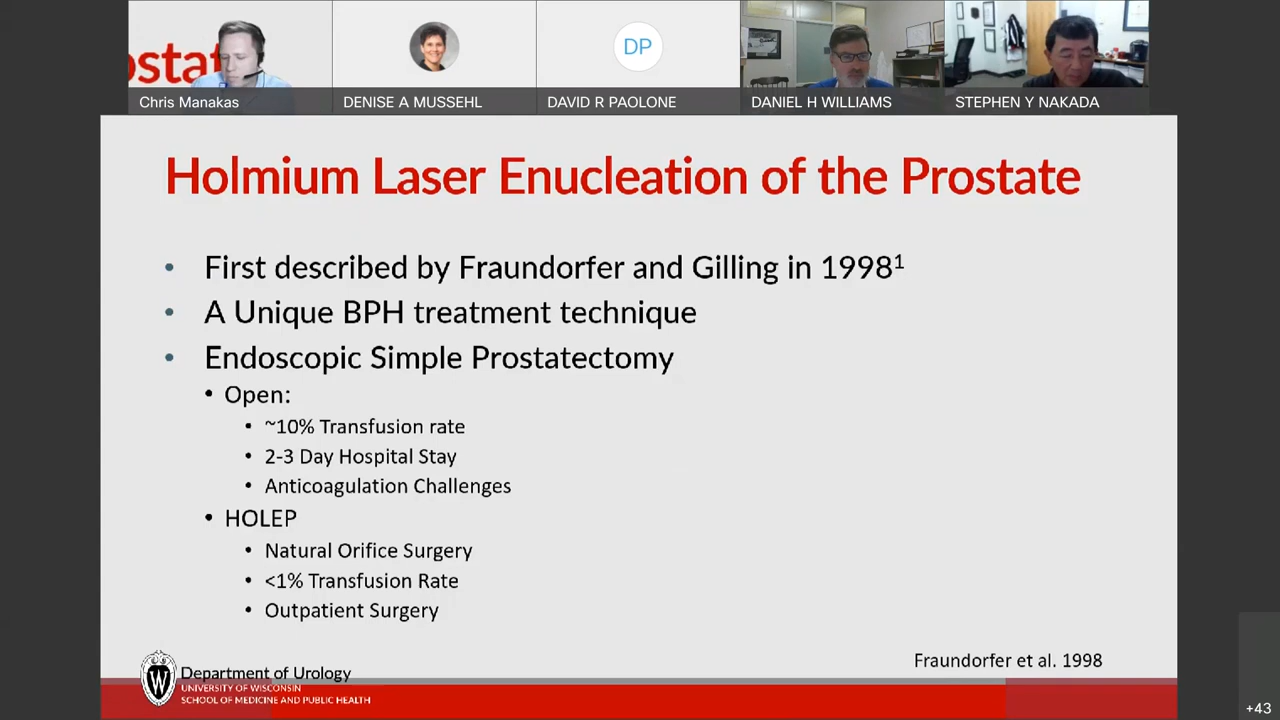 ostat
Chris Manakas
DENISE A MUSSEHL
DP
DAVID R PAOLONE
DANIEL H WILLIAMS
STEPHEN Y NAKADA
Holmium Laser Enucleation of the Prostate
• First described by Fraundorfer and Gilling in 1998¹
• A Unique BPH treatment technique
• Endoscopic Simple Prostatectomy
• Open:
• ~10% Transfusion rate
• 2-3 Day Hospital Stay
• Anticoagulation Challenges
• HOLEP
• Natural Orifice Surgery
• <1% Transfusion Rate
• Outpatient Surgery
Fraundorfer et al. 1998
W
Department of Urology
UNIVERSITY OF WISCONSIN
SCHOOL OF MEDICINE AND PUBLIC HEALTH
+43